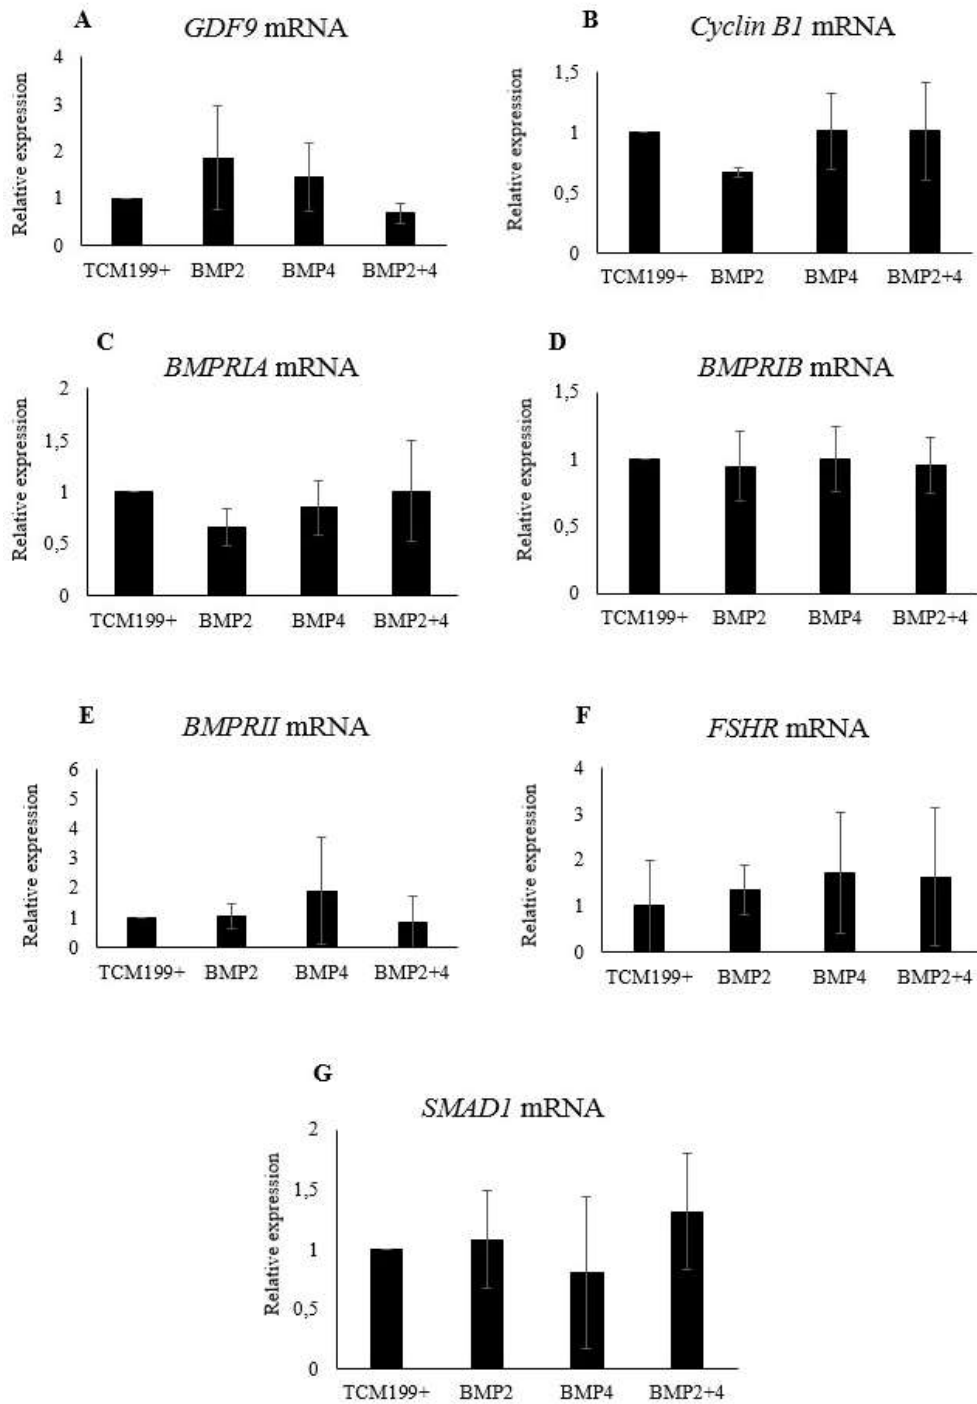 A
GDF9 mRNA
Relative expression
4
3
2
1
0
TCM199+ BMP2 BMP4 BMP2+4
B
Cyclin B1 mRNA
Relative expression
1,5
1
0,5
0
TCM199+ BMP2 BMP4 BMP2+4
C
BMPRIA mRNA
Relative expression
2
1,5
1
0,5
0
TCM199+ BMP2 BMP4 BMP2+4
D
BMPRIB mRNA
Relative expression
1,5
1
0,5
0
TCM199+ BMP2 BMP4 BMP2+4
E
BMPRII mRNA
Relative expression
6
5
4
3
2
1
0
TCM199+ BMP2 BMP4 BMP2+4
F
FSHR mRNA
Relative expression
4
3
2
1
0
TCM199+ BMP2 BMP4 BMP2+4
G
SMAD1 mRNA
Relative expression
2
1,5
1
0,5
0
TCM199+ BMP2 BMP4 BMP2+4